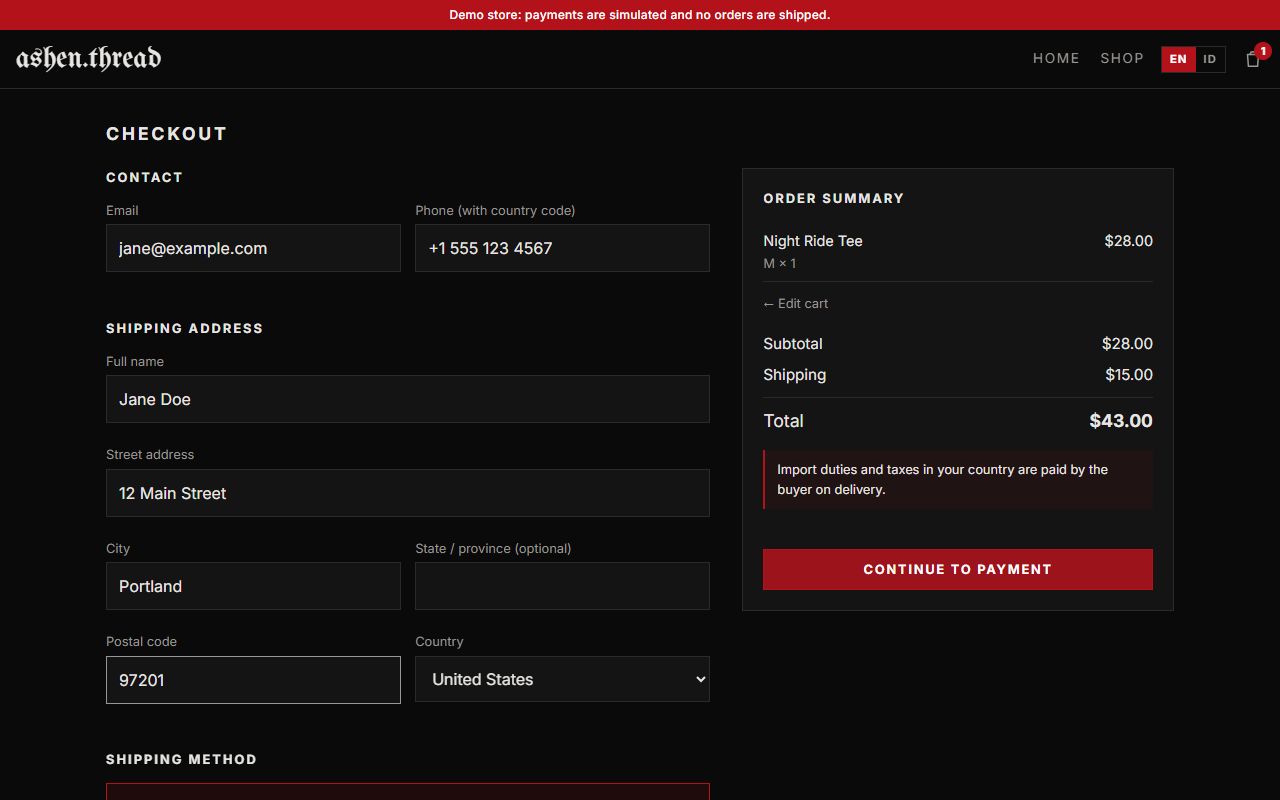 Demo store: payments are simulated and no orders are shipped.
ashen.thread
HOME
SHOP
EN
ID
1
CHECKOUT
CONTACT
Email
Phone (with country code)
jane@example.com
+1 555 123 4567
SHIPPING ADDRESS
Full name
Jane Doe
Street address
12 Main Street
City
State / province (optional)
Portland
Postal code
Country
97201
United States
SHIPPING METHOD
ORDER SUMMARY
Night Ride Tee $28.00
M × 1
← Edit cart
Subtotal $28.00
Shipping $15.00
Total $43.00
Import duties and taxes in your country are paid by the
buyer on delivery.
CONTINUE TO PAYMENT